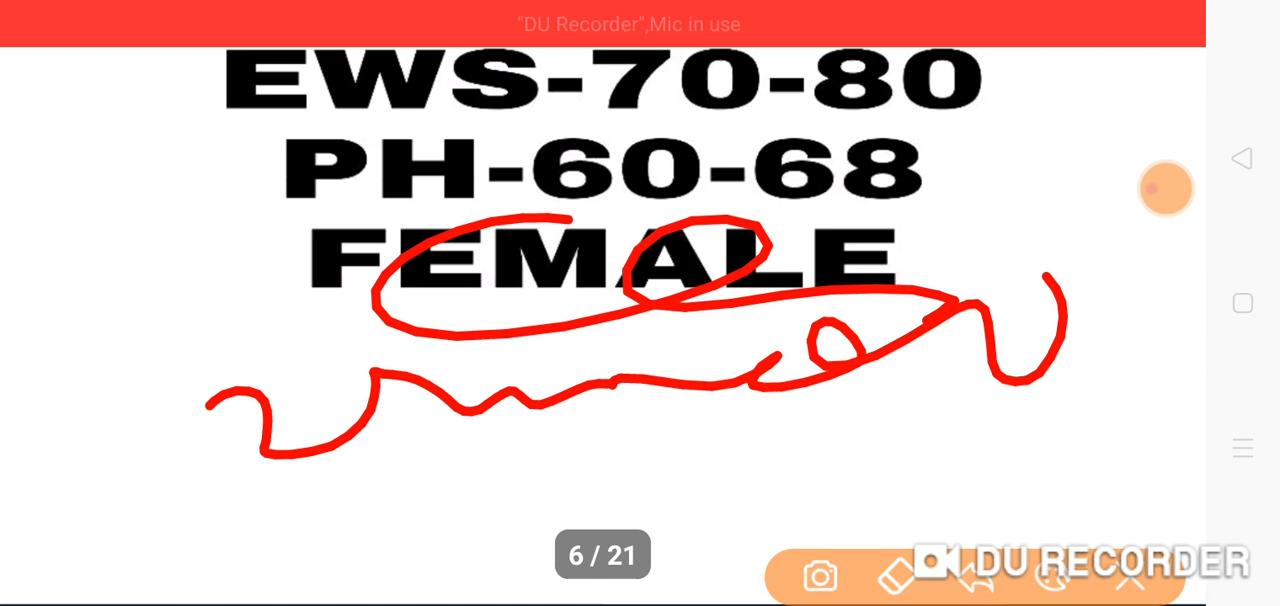 "DU Recorder",Mic in use
EWS-70-80
PH-60-68
FEMALE
6 / 21
DU RECORDER